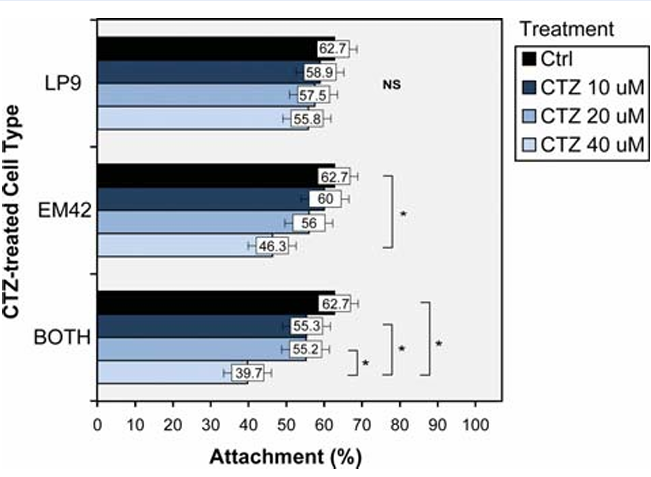 Treatment
Ctrl
CTZ 10 uM
CTZ 20 uM
CTZ 40 uM
CTZ-treated Cell Type
LP9
62.7
58.9
57.5
55.8
NS
EM42
62.7
60
56
46.3
*
BOTH
62.7
55.3
55.2
39.7
*
*
*
0 10 20 30 40 50 60 70 80 90 100
Attachment (%)